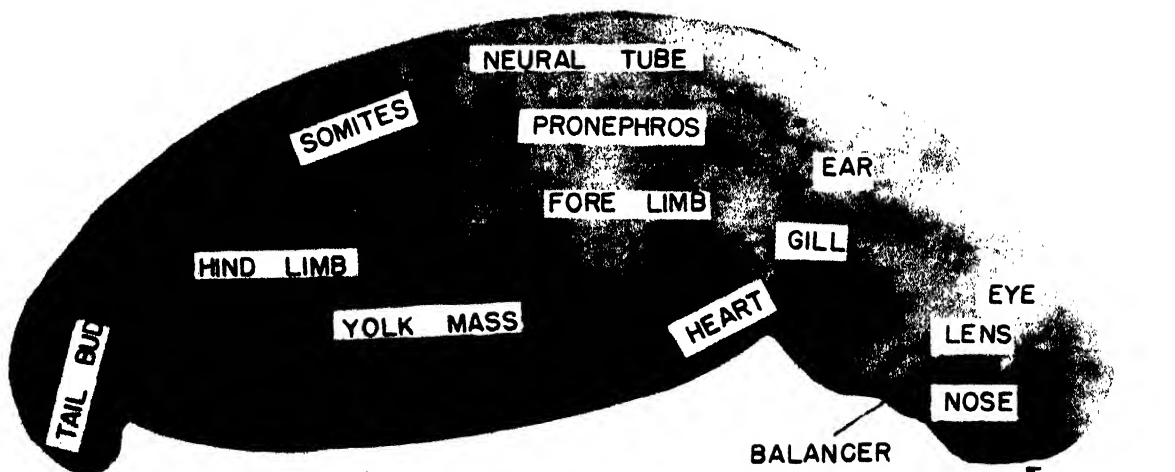 NEURAL TUBE
SOMITES
PRONEPHROS
EAR
FORE LIMB
GILL
HIND LIMB
EYE
HEART
YOLK MASS
LENS
TAIL BUD
NOSE
BALANCER